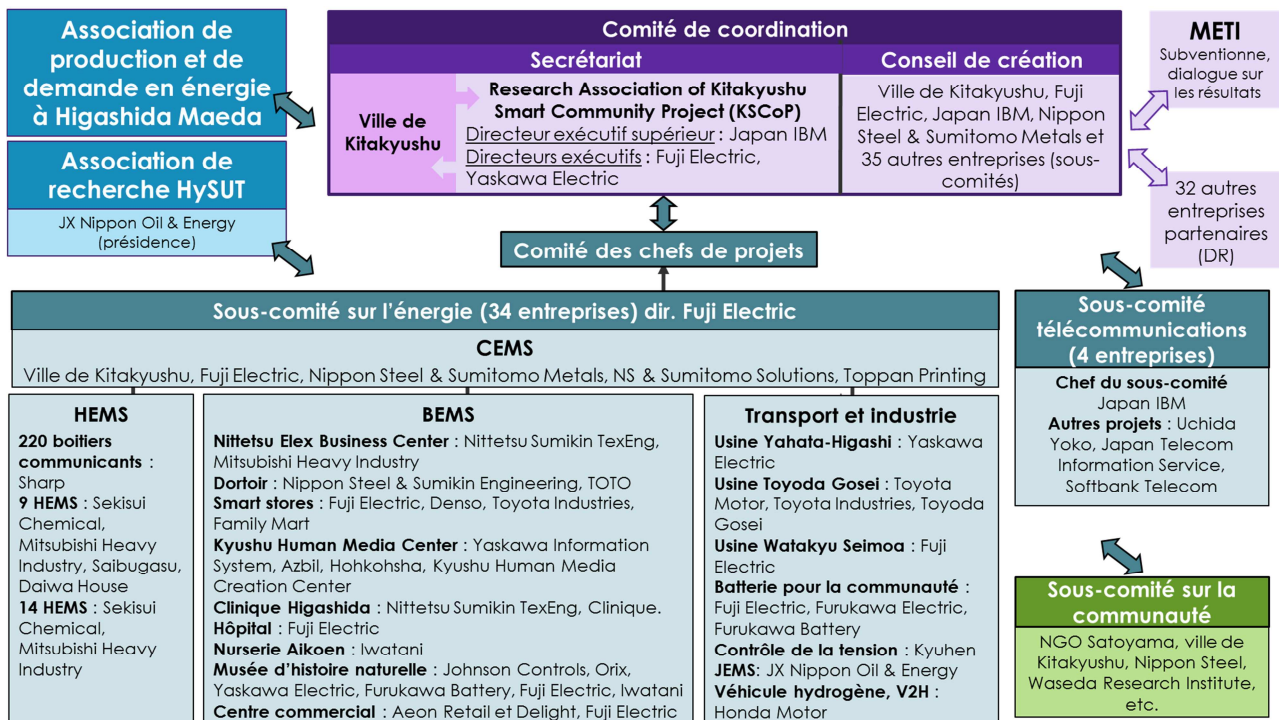 Association de
production et de
demande en énergie
à Higashida Maeda
Association de
recherche HySUT
JX Nippon Oil & Energy
(présidence)
Comité de coordination
Secrétariat
Ville de
Kitakyushu
Research Association of Kitakyushu
Smart Community Project (KSCoP)
Directeur exécutif supérieur : Japan IBM
Directeurs exécutifs : Fuji Electric,
Yaskawa Electric
Conseil de création
Ville de Kitakyushu, Fuji
Electric, Japan IBM, Nippon
Steel & Sumitomo Metals et
35 autres entreprises (sous-
comités)
METI
Subventionne,
dialogue sur
les résultats
32 autres
entreprises
partenaires
(DR)
Comité des chefs de projets
Sous-comité sur l'énergie (34 entreprises) dir. Fuji Electric
CEMS
Ville de Kitakyushu, Fuji Electric, Nippon Steel & Sumitomo Metals, NS & Sumitomo Solutions, Toppan Printing
HEMS
220 boitiers
communicants :
Sharp
9 HEMS : Sekisui
Chemical,
Mitsubishi Heavy
Industry, Saibugasu,
Daiwa House
14 HEMS : Sekisui
Chemical,
Mitsubishi Heavy
Industry
BEMS
Nittetsu Elex Business Center : Nittetsu Sumikin TexEng,
Mitsubishi Heavy Industry
Dortoir : Nippon Steel & Sumikin Engineering, TOTO
Smart stores : Fuji Electric, Denso, Toyota Industries,
Family Mart
Kyushu Human Media Center : Yaskawa Information
System, Azbil, Hohkohsha, Kyushu Human Media
Creation Center
Clinique Higashida : Nittetsu Sumikin TexEng, Clinique.
Hôpital : Fuji Electric
Nurserie Aikoen : Iwatani
Musée d'histoire naturelle : Johnson Controls, Orix,
Yaskawa Electric, Furukawa Battery, Fuji Electric, Iwatani
Centre commercial : Aeon Retail et Delight, Fuji Electric
Transport et industrie
Usine Yahata-Higashi : Yaskawa
Electric
Usine Toyoda Gosei : Toyota
Motor, Toyota Industries, Toyoda
Gosei
Usine Watakyu Seimoa : Fuji
Electric
Batterie pour la communauté :
Fuji Electric, Furukawa Electric,
Furukawa Battery
Contrôle de la tension : Kyuhen
JEMS: JX Nippon Oil & Energy
Véhicule hydrogène, V2H :
Honda Motor
Sous-comité
télécommunications
(4 entreprises)
Chef du sous-comité
Japan IBM
Autres projets : Uchida
Yoko, Japan Telecom
Information Service,
Softbank Telecom
Sous-comité sur la
communauté
NGO Satoyama, ville de
Kitakyushu, Nippon Steel,
Waseda Research Institute,
etc.